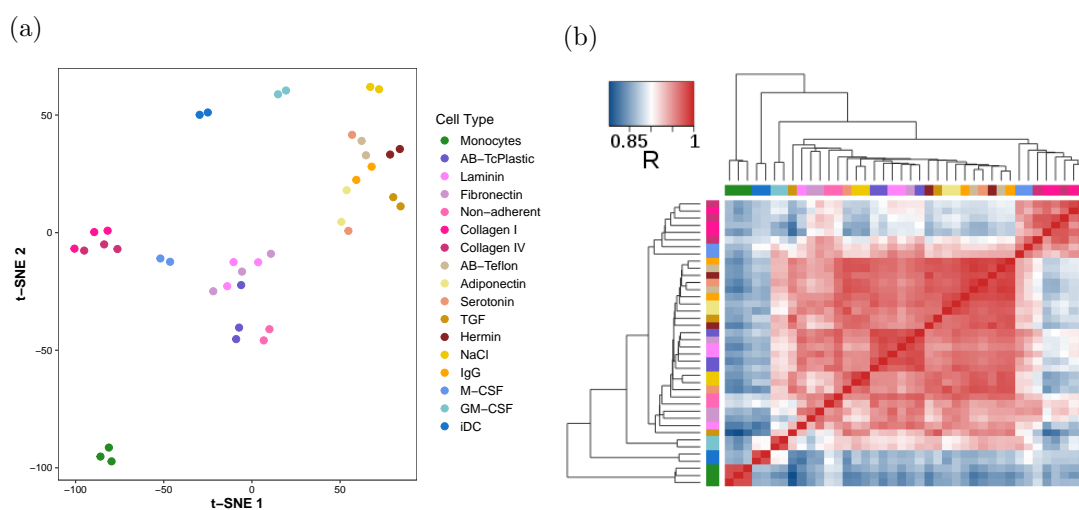 (a)
50
0
−50
−100
−100
−50
0
50
t−SNE 1
t−SNE 2
Cell Type
Monocytes
AB−TcPlastic
Laminin
Fibronectin
Non−adherent
Collagen I
Collagen IV
AB−Teflon
Adiponectin
Serotonin
TGF
Hermin
NaCl
IgG
M−CSF
GM−CSF
iDC
(b)
0.85
1
R